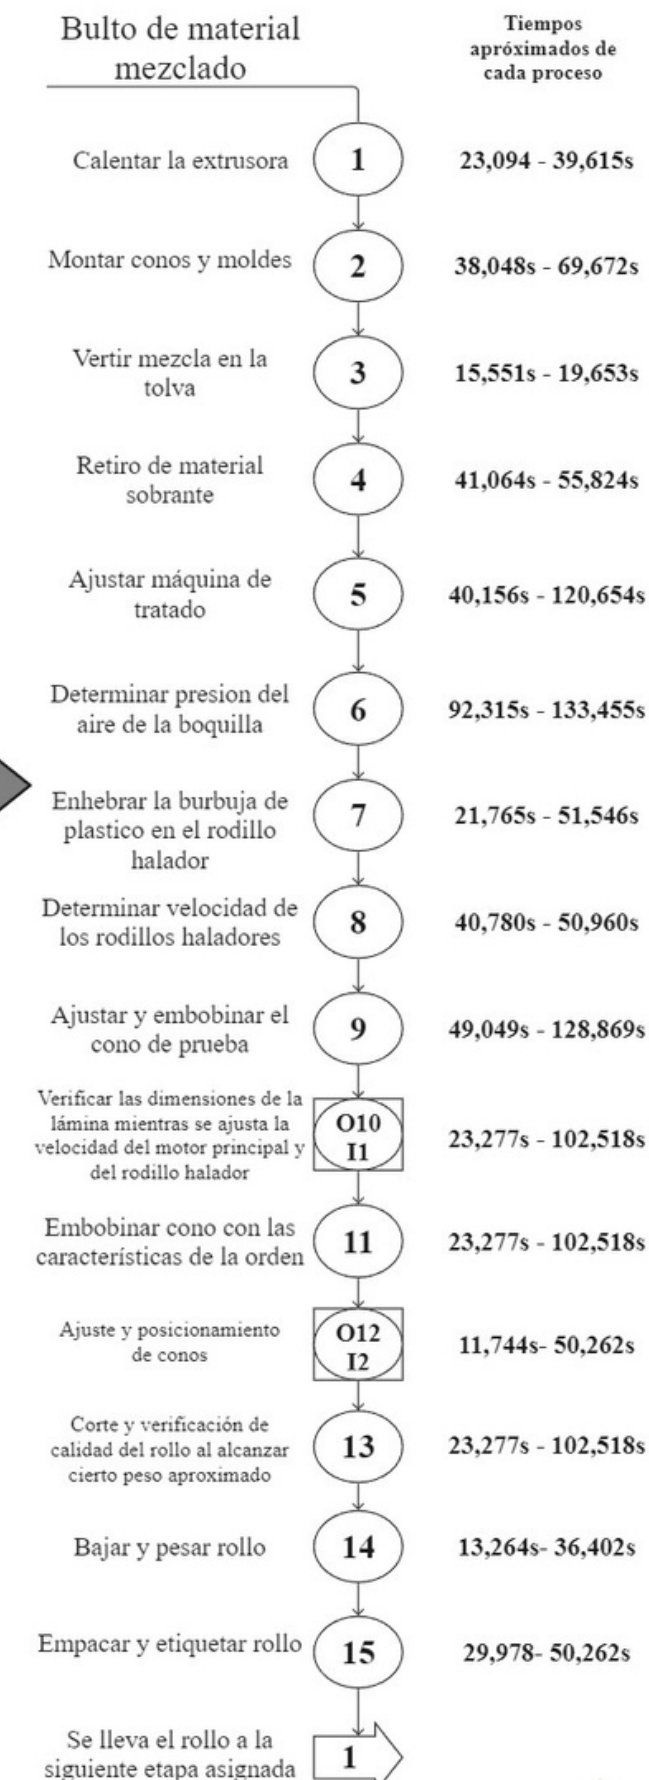 Bulto de material
mezclado
Tiempos
apróximados de
cada proceso
Calentar la extrusora
1
23,094 - 39,615s
Montar conos y moldes
2
38,048s - 69,672s
Vertir mezcla en la
tolva
3
15,551s - 19,653s
Retiro de material
sobrante
4
41,064s - 55,824s
Ajustar máquina de
tratado
5
40,156s - 120,654s
Determinar presion del
aire de la boquilla
6
92,315s - 133,455s
Enhebrar la burbuja de
plastico en el rodillo
halador
7
21,765s - 51,546s
Determinar velocidad de
los rodillos haladores
8
40,780s - 50,960s
Ajustar y embobinar el
cono de prueba
9
49,049s - 128,869s
Verificar las dimensiones de la
lámina mientras se ajusta la
velocidad del motor principal y
del rodillo halador
O10
I1
23,277s - 102,518s
Embobinar cono con las
características de la orden
11
23,277s - 102,518s
Ajuste y posicionamiento
de conos
O12
I2
11,744s- 50,262s
Corte y verificación de
calidad del rollo al alcanzar
cierto peso aproximado
13
23,277s - 102,518s
Bajar y pesar rollo
14
13,264s- 36,402s
Empacar y etiquetar rollo
15
29,978- 50,262s
Se lleva el rollo a la
siguiente etapa asignada
1